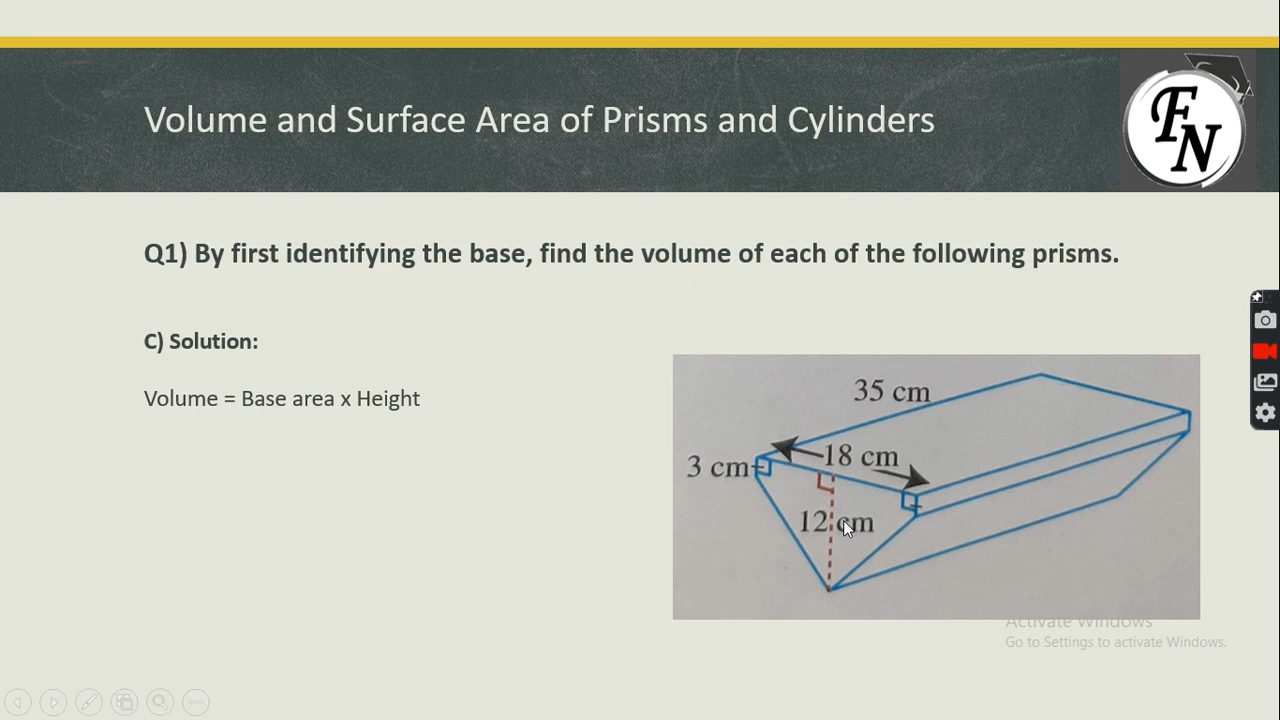 Volume and Surface Area of Prisms and Cylinders
FN
Q1) By first identifying the base, find the volume of each of the following prisms.
C) Solution:
Volume = Base area x Height
35 cm
18 cm
3 cm
12 cm
Activate Windows
Go to Settings to activate Windows.